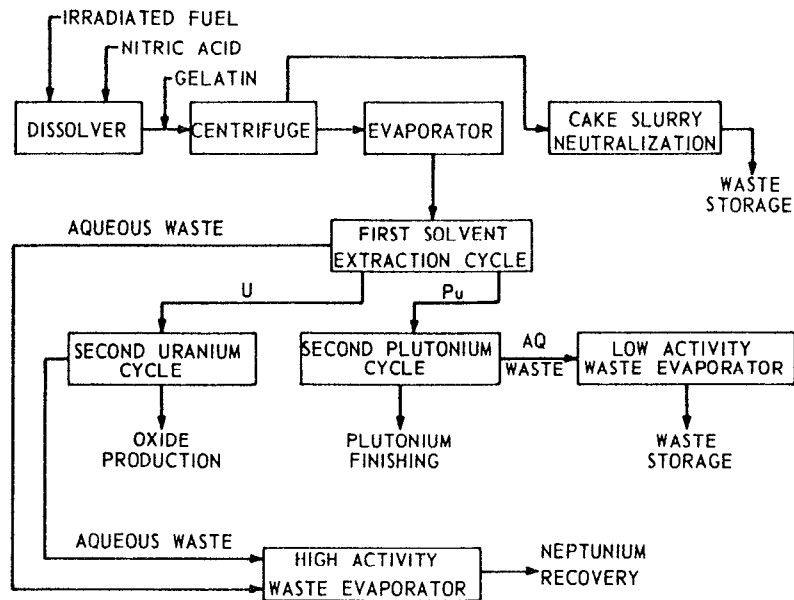 IRRADIATED FUEL
NITRIC ACID
GELATIN
DISSOLVER
CENTRIFUGE
EVAPORATOR
CAKE SLURRY
NEUTRALIZATION
WASTE
STORAGE
AQUEOUS WASTE
FIRST SOLVENT
EXTRACTION CYCLE
U
Pu
SECOND URANIUM
CYCLE
SECOND PLUTONIUM
CYCLE
AQ
WASTE
LOW ACTIVITY
WASTE EVAPORATOR
OXIDE
PRODUCTION
PLUTONIUM
FINISHING
WASTE
STORAGE
AQUEOUS WASTE
HIGH ACTIVITY
WASTE EVAPORATOR
NEPTUNIUM
RECOVERY